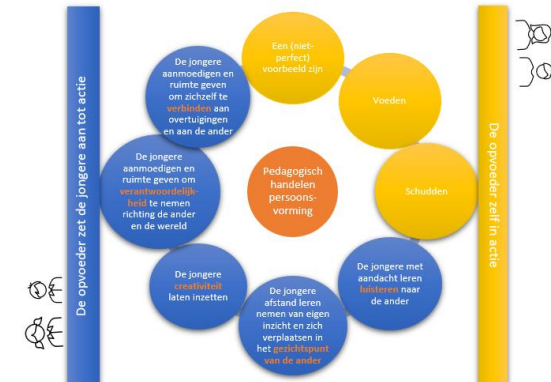 De opvoeder zet de jongere aan tot actie
Een (niet-
perfect)
voorbeeld zijn
Voeden
Schudden
De jongere met
aandacht leren
luisteren naar
de ander
De jongere
afstand leren
nemen van eigen
inzicht en zich
verplaatsen in
het gezichtspunt
van de ander
De jongere
creativiteit
laten inzetten
De jongere
aanmoedigen en
ruimte geven om
verantwoordelijk-
heid te nemen
richting de ander
en de wereld
De jongere
aanmoedigen en
ruimte geven
om zichzelf te
verbinden aan
overtuigingen
en aan de ander
Pedagogisch
handelen
persoons-
vorming
De opvoeder zelf in actie